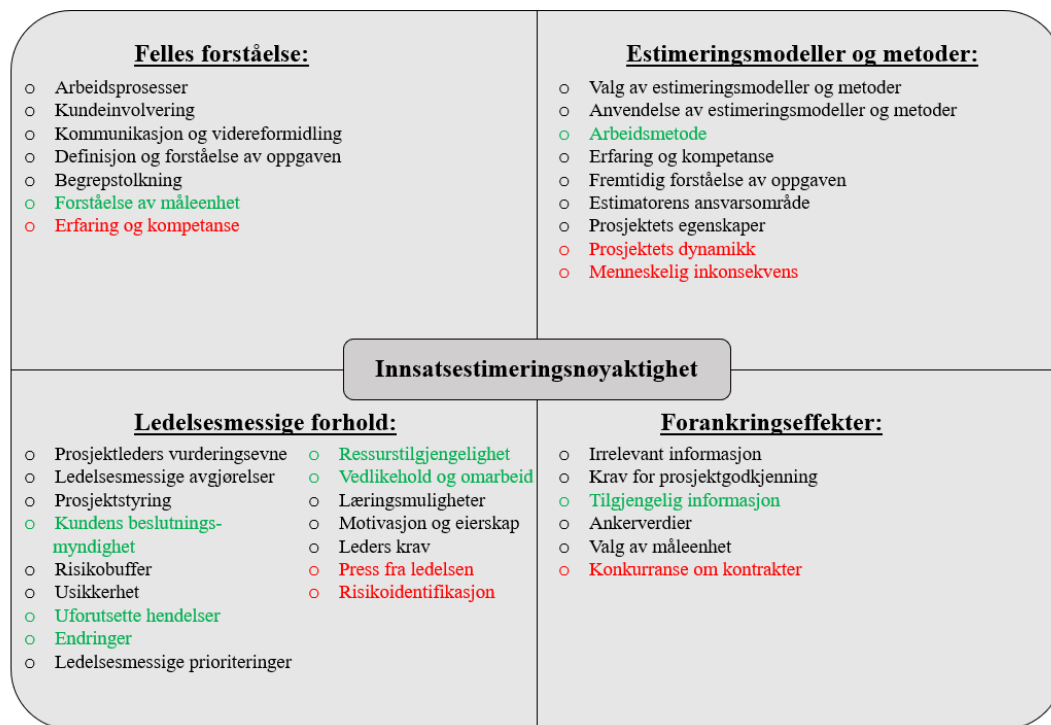 Felles forståelse:
o Arbeidsprosesser
o Kundeinvolvering
o Kommunikasjon og videreformidling
o Definisjon og forståelse av oppgaven
o Begrepstolkning
o Forståelse av måleenhet
o Erfaring og kompetanse
Estimeringsmodeller og metoder:
o Valg av estimeringsmodeller og metoder
o Anvendelse av estimeringsmodeller og metoder
o Arbeidsmetode
o Erfaring og kompetanse
o Fremtidig forståelse av oppgaven
o Estimatorens ansvarsområde
o Prosjektets egenskaper
o Prosjektets dynamikk
o Menneskelig inkonsekvens
Innsatsestimeringsnøyaktighet
Ledelsesmessige forhold:
o Prosjektleders vurderingsevne
o Ledelsesmessige avgjørelser
o Prosjektstyring
o Kundens beslutnings-
myndighet
o Risikobuffer
o Usikkerhet
o Uforutsette hendelser
o Endringer
o Ledelsesmessige prioriteringer
o Ressurstilgjengelighet
o Vedlikehold og omarbeid
o Læringsmuligheter
o Motivasjon og eierskap
o Leders krav
o Press fra ledelsen
o Risikoidentifikasjon
Forankringseffekter:
o Irrelevant informasjon
o Krav for prosjektgodkjenning
o Tilgjengelig informasjon
o Ankerverdier
o Valg av måleenhet
o Konkurranse om kontrakter